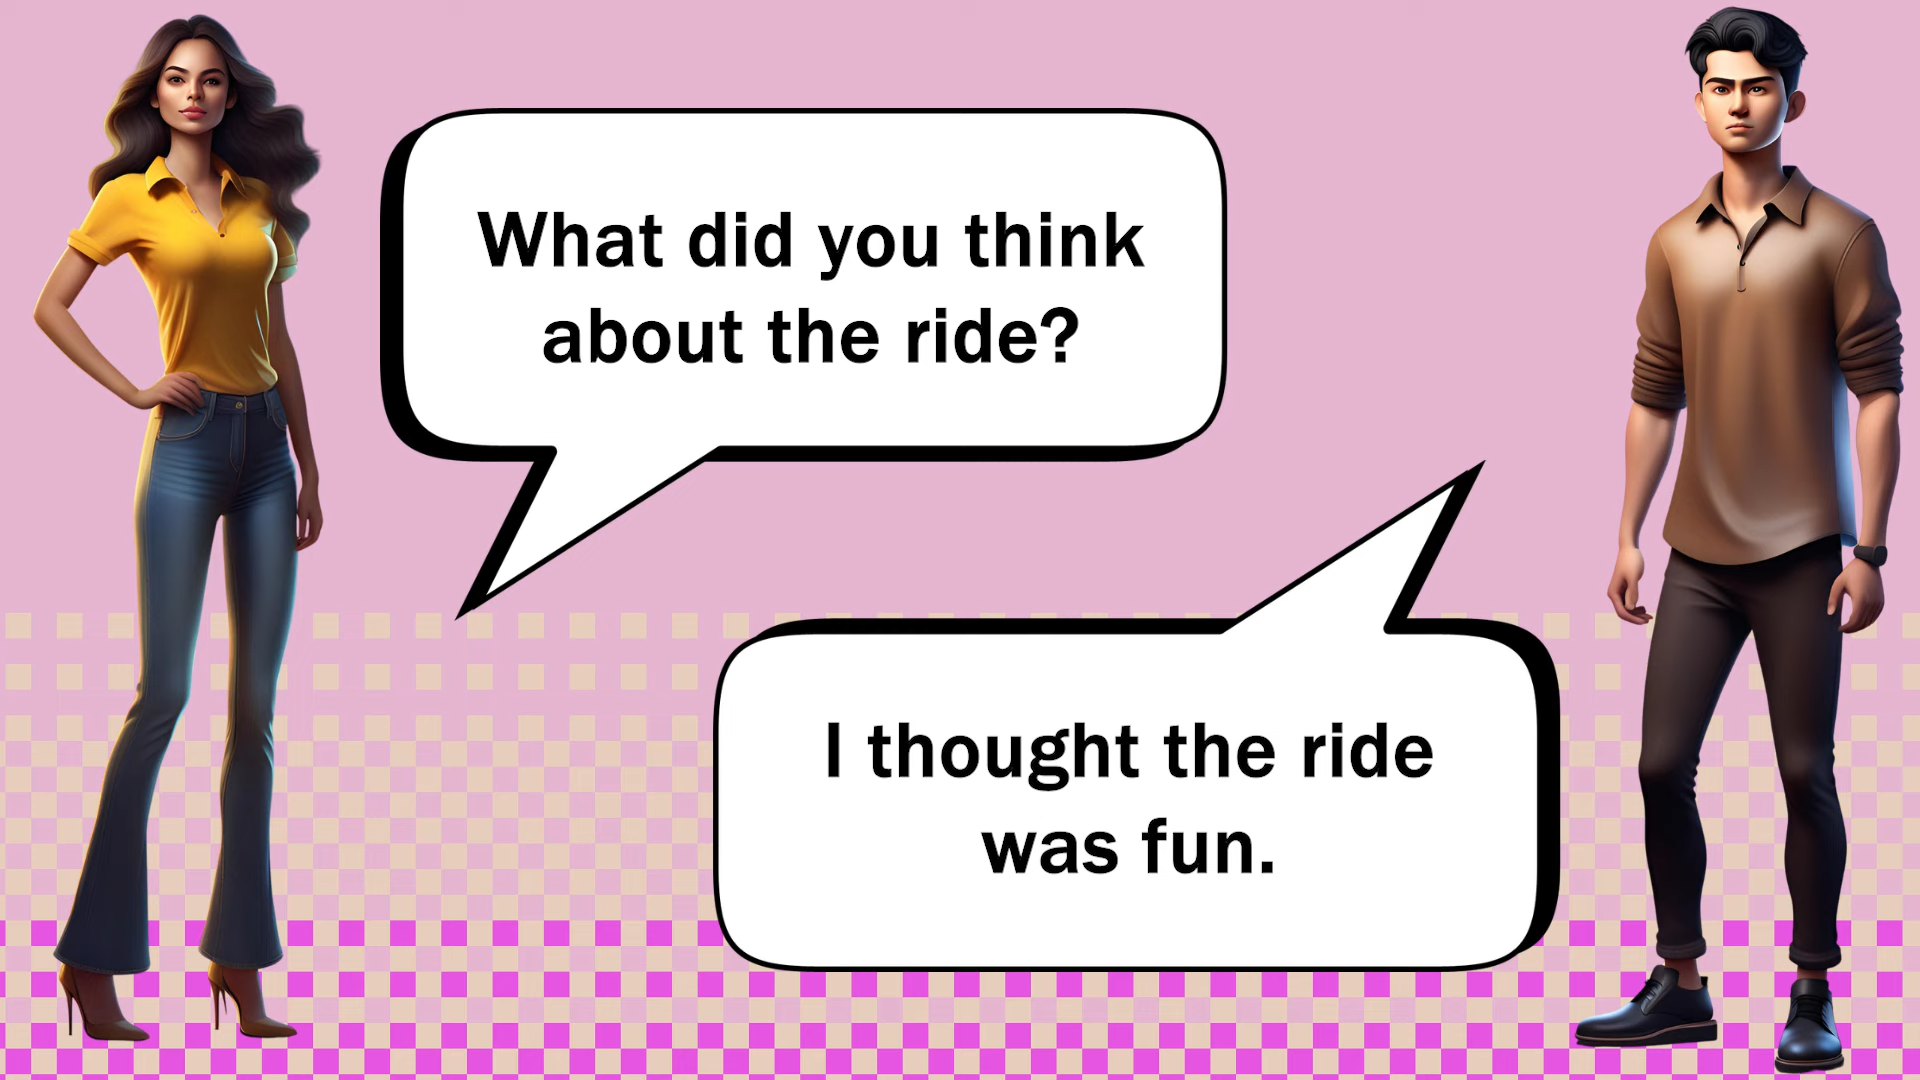 What did you think
about the ride?
I thought the ride
was fun.